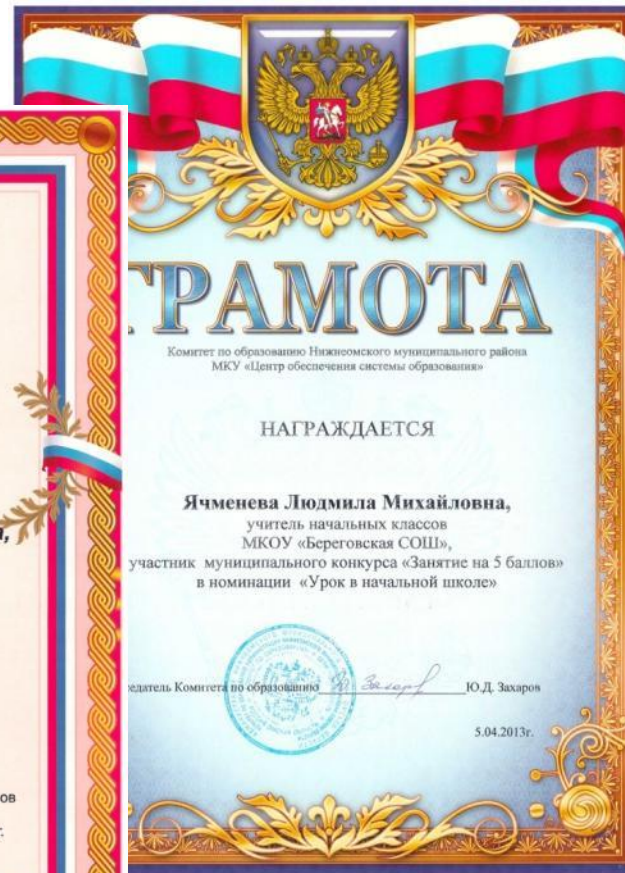 ГРАМОТА
Комитет по образованию Нижнеомского муниципального района
МКУ «Центр обеспечения системы образования»
НАГРАЖДАЕТСЯ
Ячменева Людмила Михайловна,
учитель начальных классов
МКОУ «Береговская СОШ»,
участник муниципального конкурса «Занятие на 5 баллов»
в номинации «Урок в начальной школе»
едатель Комитета по образованию Ю.Д. Захаров
5.04.2013г.
ов
г.